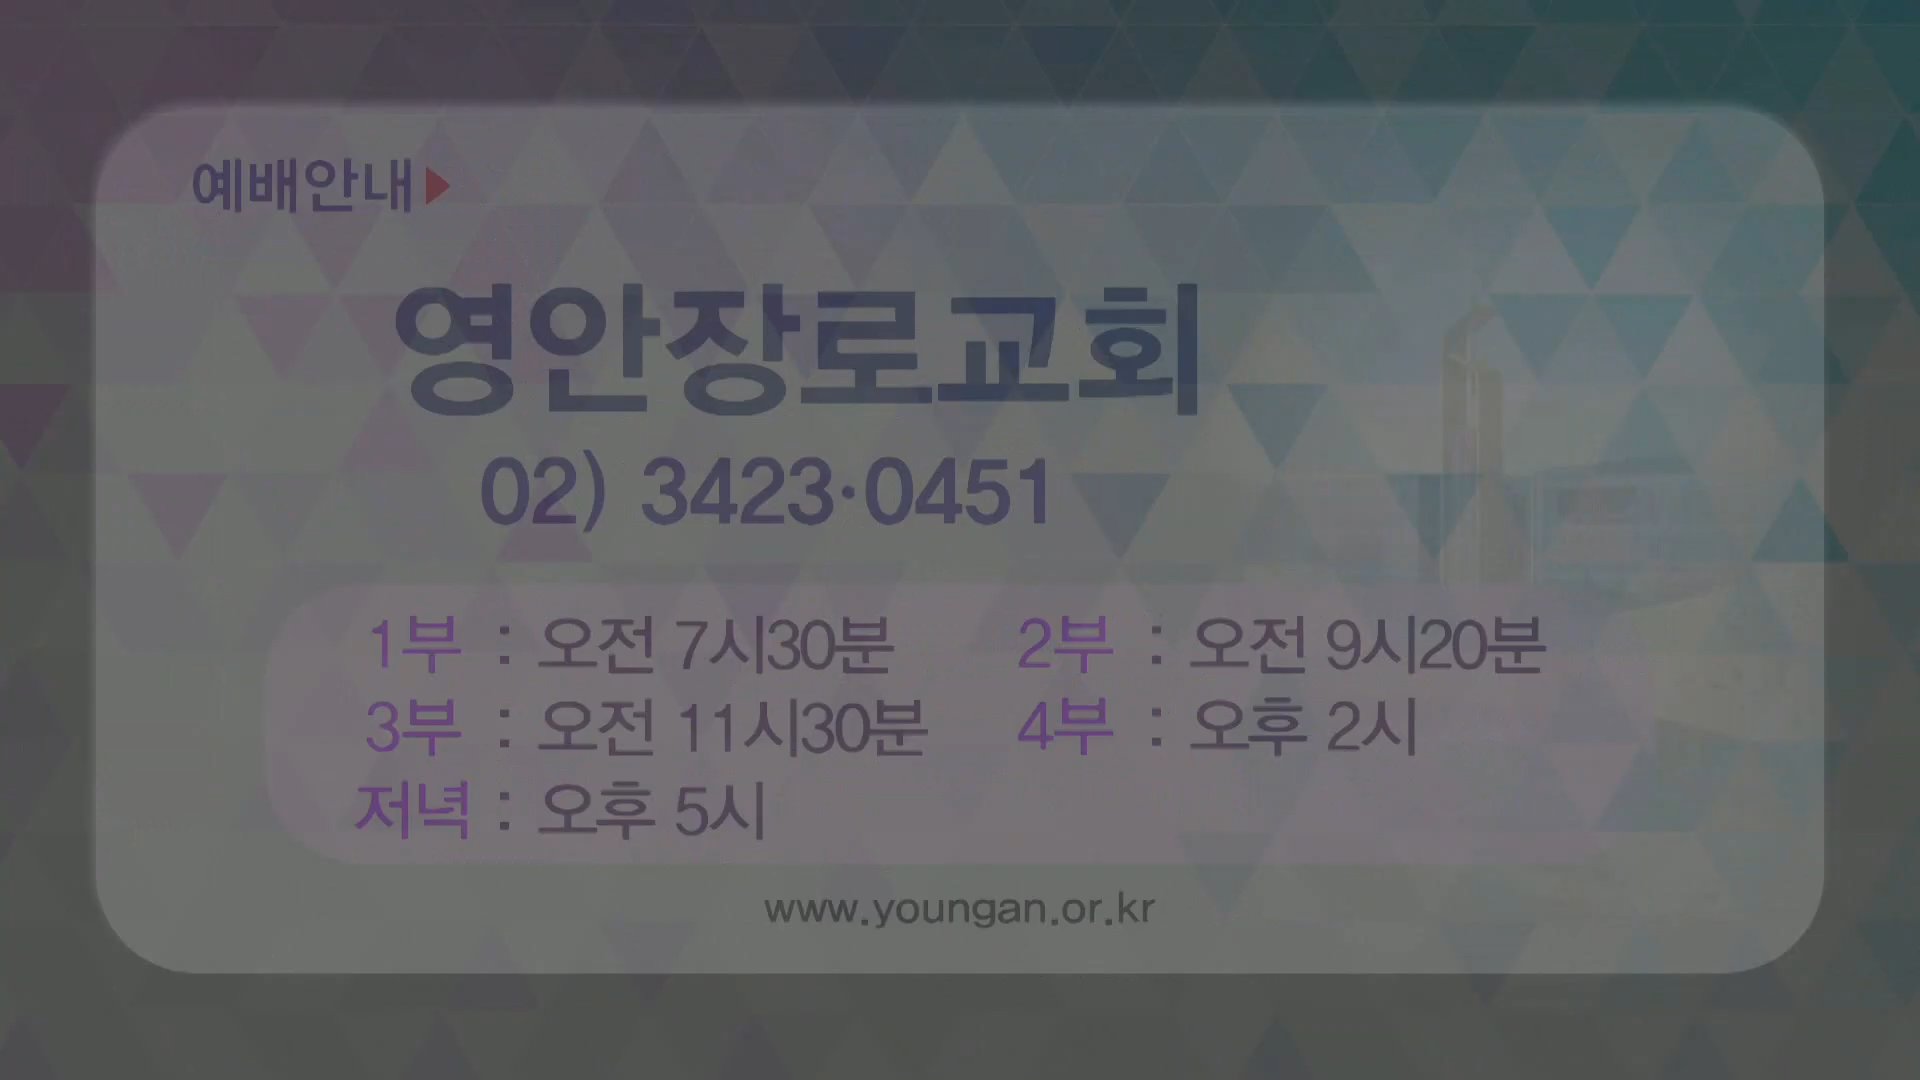 예배안내▶
영안장로교회
02) 3423·0451
1부 : 오전 7시30분 2부 : 오전 9시20분
3부 : 오전 11시30분 4부 : 오후 2시
저녁 : 오후 5시
www.youngan.or.kr